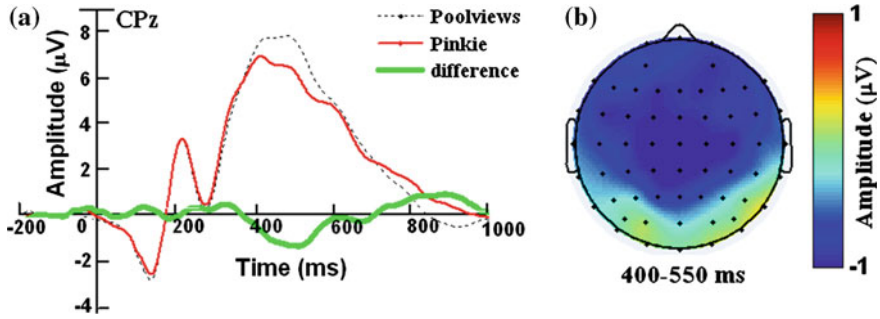 (a)
CPz
Poolviews
Pinkie
difference
Amplitude (μV)
8
6
4
2
0
-2
-4
-200
0
200
400
600
800
1000
Time (ms)
(b)
400-550 ms
1
-1
Amplitude (μV)